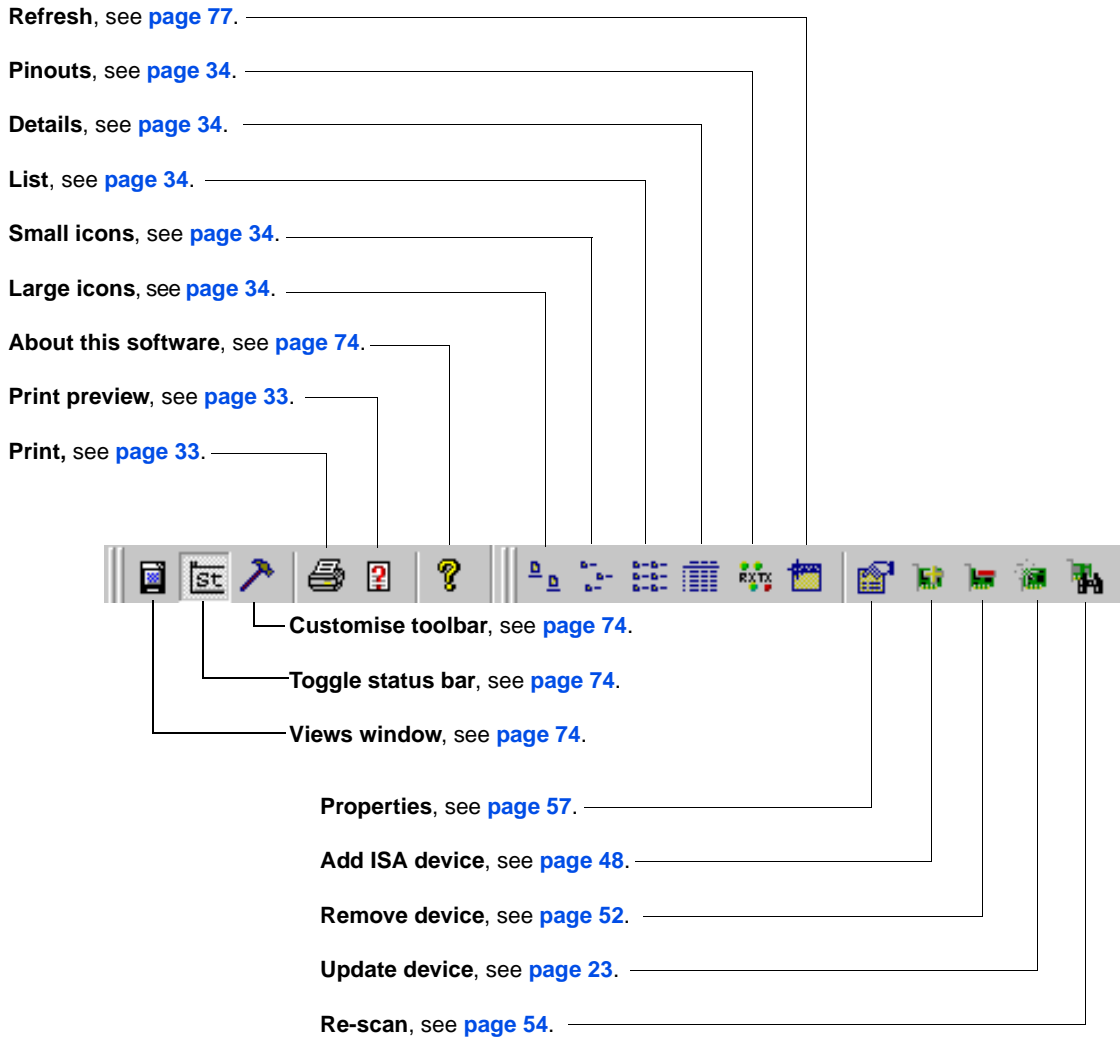 Refresh, see page 77.
Pinouts, see page 34.
Details, see page 34.
List, see page 34.
Small icons, see page 34.
Large icons, see page 34.
About this software, see page 74.
Print preview, see page 33.
Print, see page 33.
St
RXTX
Customise toolbar, see page 74.
Toggle status bar, see page 74.
Views window, see page 74.
Properties, see page 57.
Add ISA device, see page 48.
Remove device, see page 52.
Update device, see page 23.
Re-scan, see page 54.